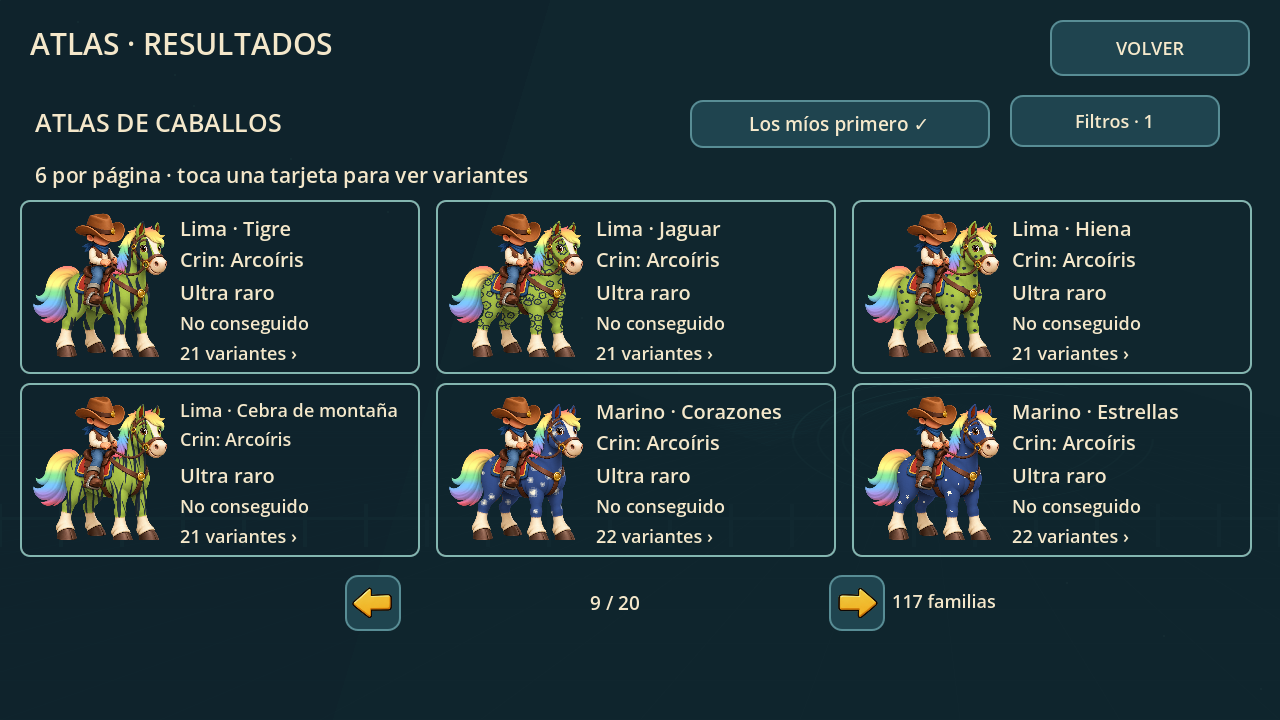 ATLAS · RESULTADOS
VOLVER
ATLAS DE CABALLOS
Los míos primero ✓
Filtros · 1
6 por página · toca una tarjeta para ver variantes
Lima · Tigre
Crin: Arcoíris
Ultra raro
No conseguido
21 variantes ›
Lima · Jaguar
Crin: Arcoíris
Ultra raro
No conseguido
21 variantes ›
Lima · Hiena
Crin: Arcoíris
Ultra raro
No conseguido
21 variantes ›
Lima · Cebra de montaña
Crin: Arcoíris
Ultra raro
No conseguido
21 variantes ›
Marino · Corazones
Crin: Arcoíris
Ultra raro
No conseguido
22 variantes ›
Marino · Estrellas
Crin: Arcoíris
Ultra raro
No conseguido
22 variantes ›
9 / 20
117 familias